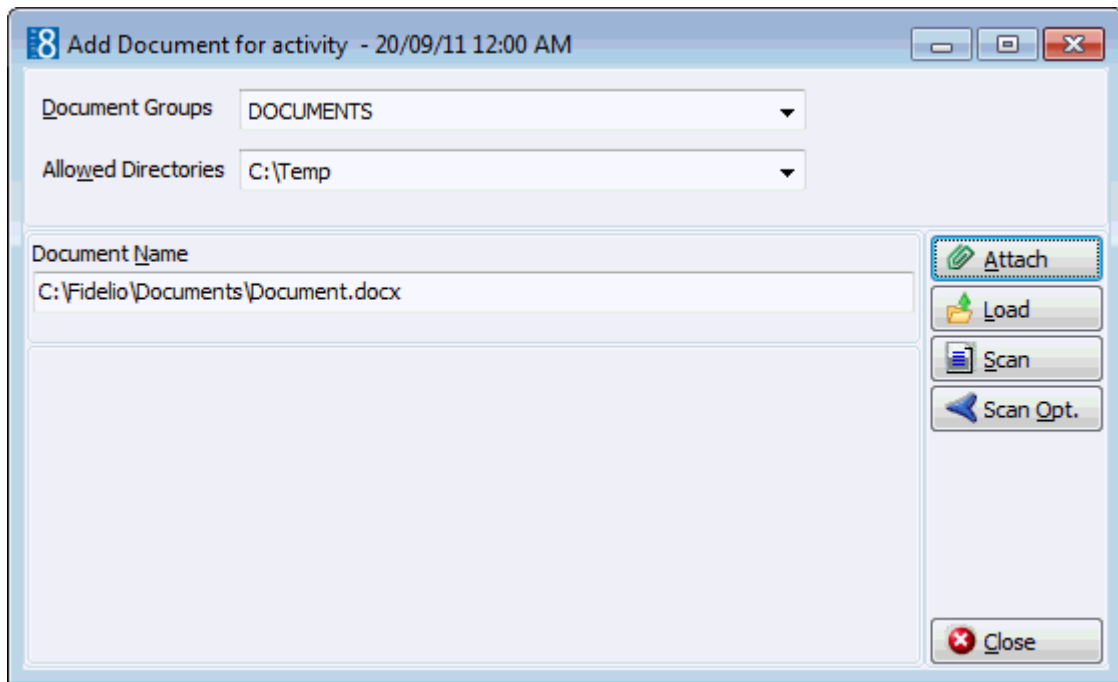 8 Add Document for activity - 20/09/11 12:00 AM
Document Groups DOCUMENTS
Allowed Directories C:\Temp
Document Name
C:\Fidelio\Documents\Document.docx
Attach
Load
Scan
Scan Opt.
Close